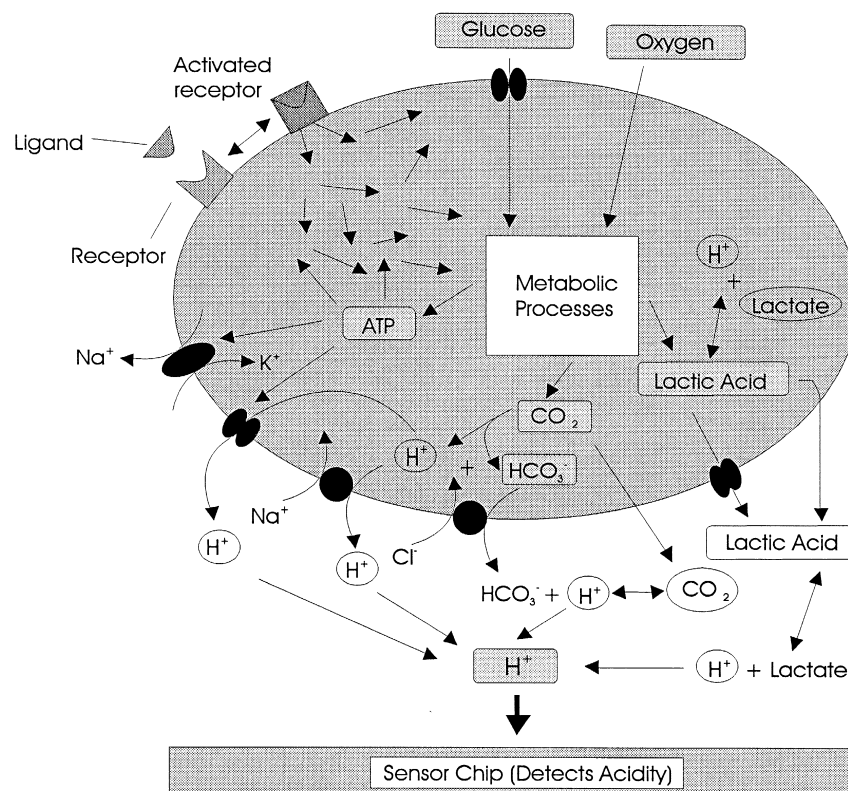 Glucose
Oxygen
Activated
receptor
Ligand
Receptor
Metabolic
Processes
H⁺
+
Lactate
ATP
Na⁺
K⁺
Lactic Acid
CO₂
H⁺
+
HCO₃⁻
Na⁺
Cl⁻
H⁺
H⁺
Lactic Acid
HCO₃⁻ + H⁺
CO₂
H⁺
H⁺ + Lactate
Sensor Chip (Detects Acidity)